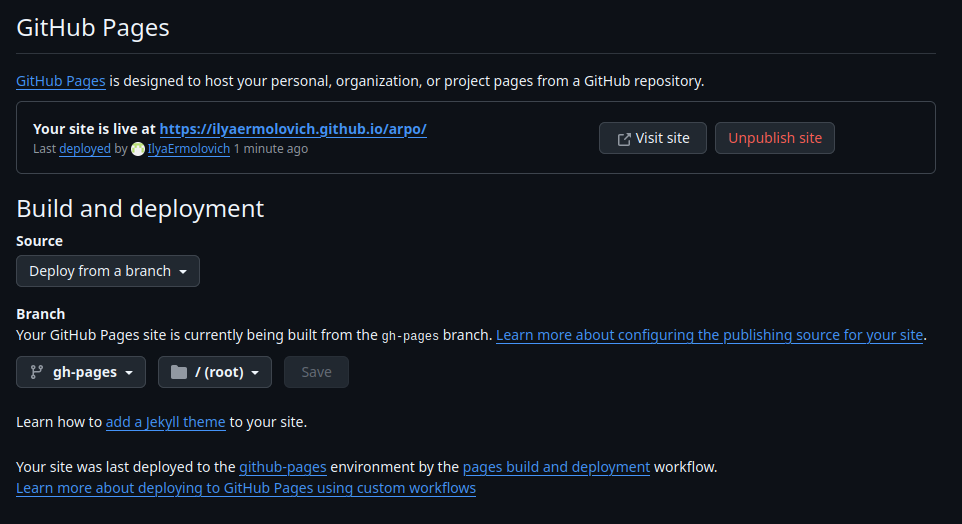 GitHub Pages
GitHub Pages is designed to host your personal, organization, or project pages from a GitHub repository.
Your site is live at https://ilyaermolovich.github.io/arpo/
Last deployed by IlyaErmolovich 1 minute ago
Visit site
Unpublish site
Build and deployment
Source
Deploy from a branch
Branch
Your GitHub Pages site is currently being built from the gh-pages branch. Learn more about configuring the publishing source for your site.
gh-pages
/ (root)
Save
Learn how to add a Jekyll theme to your site.
Your site was last deployed to the github-pages environment by the pages build and deployment workflow.
Learn more about deploying to GitHub Pages using custom workflows